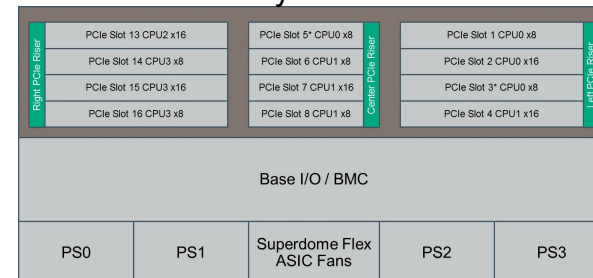 Right PCIe Riser
PCIe Slot 13 CPU2 x16
PCIe Slot 14 CPU3 x8
PCIe Slot 15 CPU3 x16
PCIe Slot 16 CPU3 x8
PCIe Slot 5* CPU0 x8
PCIe Slot 6 CPU1 x8
PCIe Slot 7 CPU1 x16
PCIe Slot 8 CPU1 x8
Center PCIe Riser
PCIe Slot 1 CPU0 x8
PCIe Slot 2 CPU0 x16
PCIe Slot 3* CPU0 x8
PCIe Slot 4 CPU1 x16
Left PCIe Riser
Base I/O / BMC
PS0
PS1
Superdome Flex
ASIC Fans
PS2
PS3